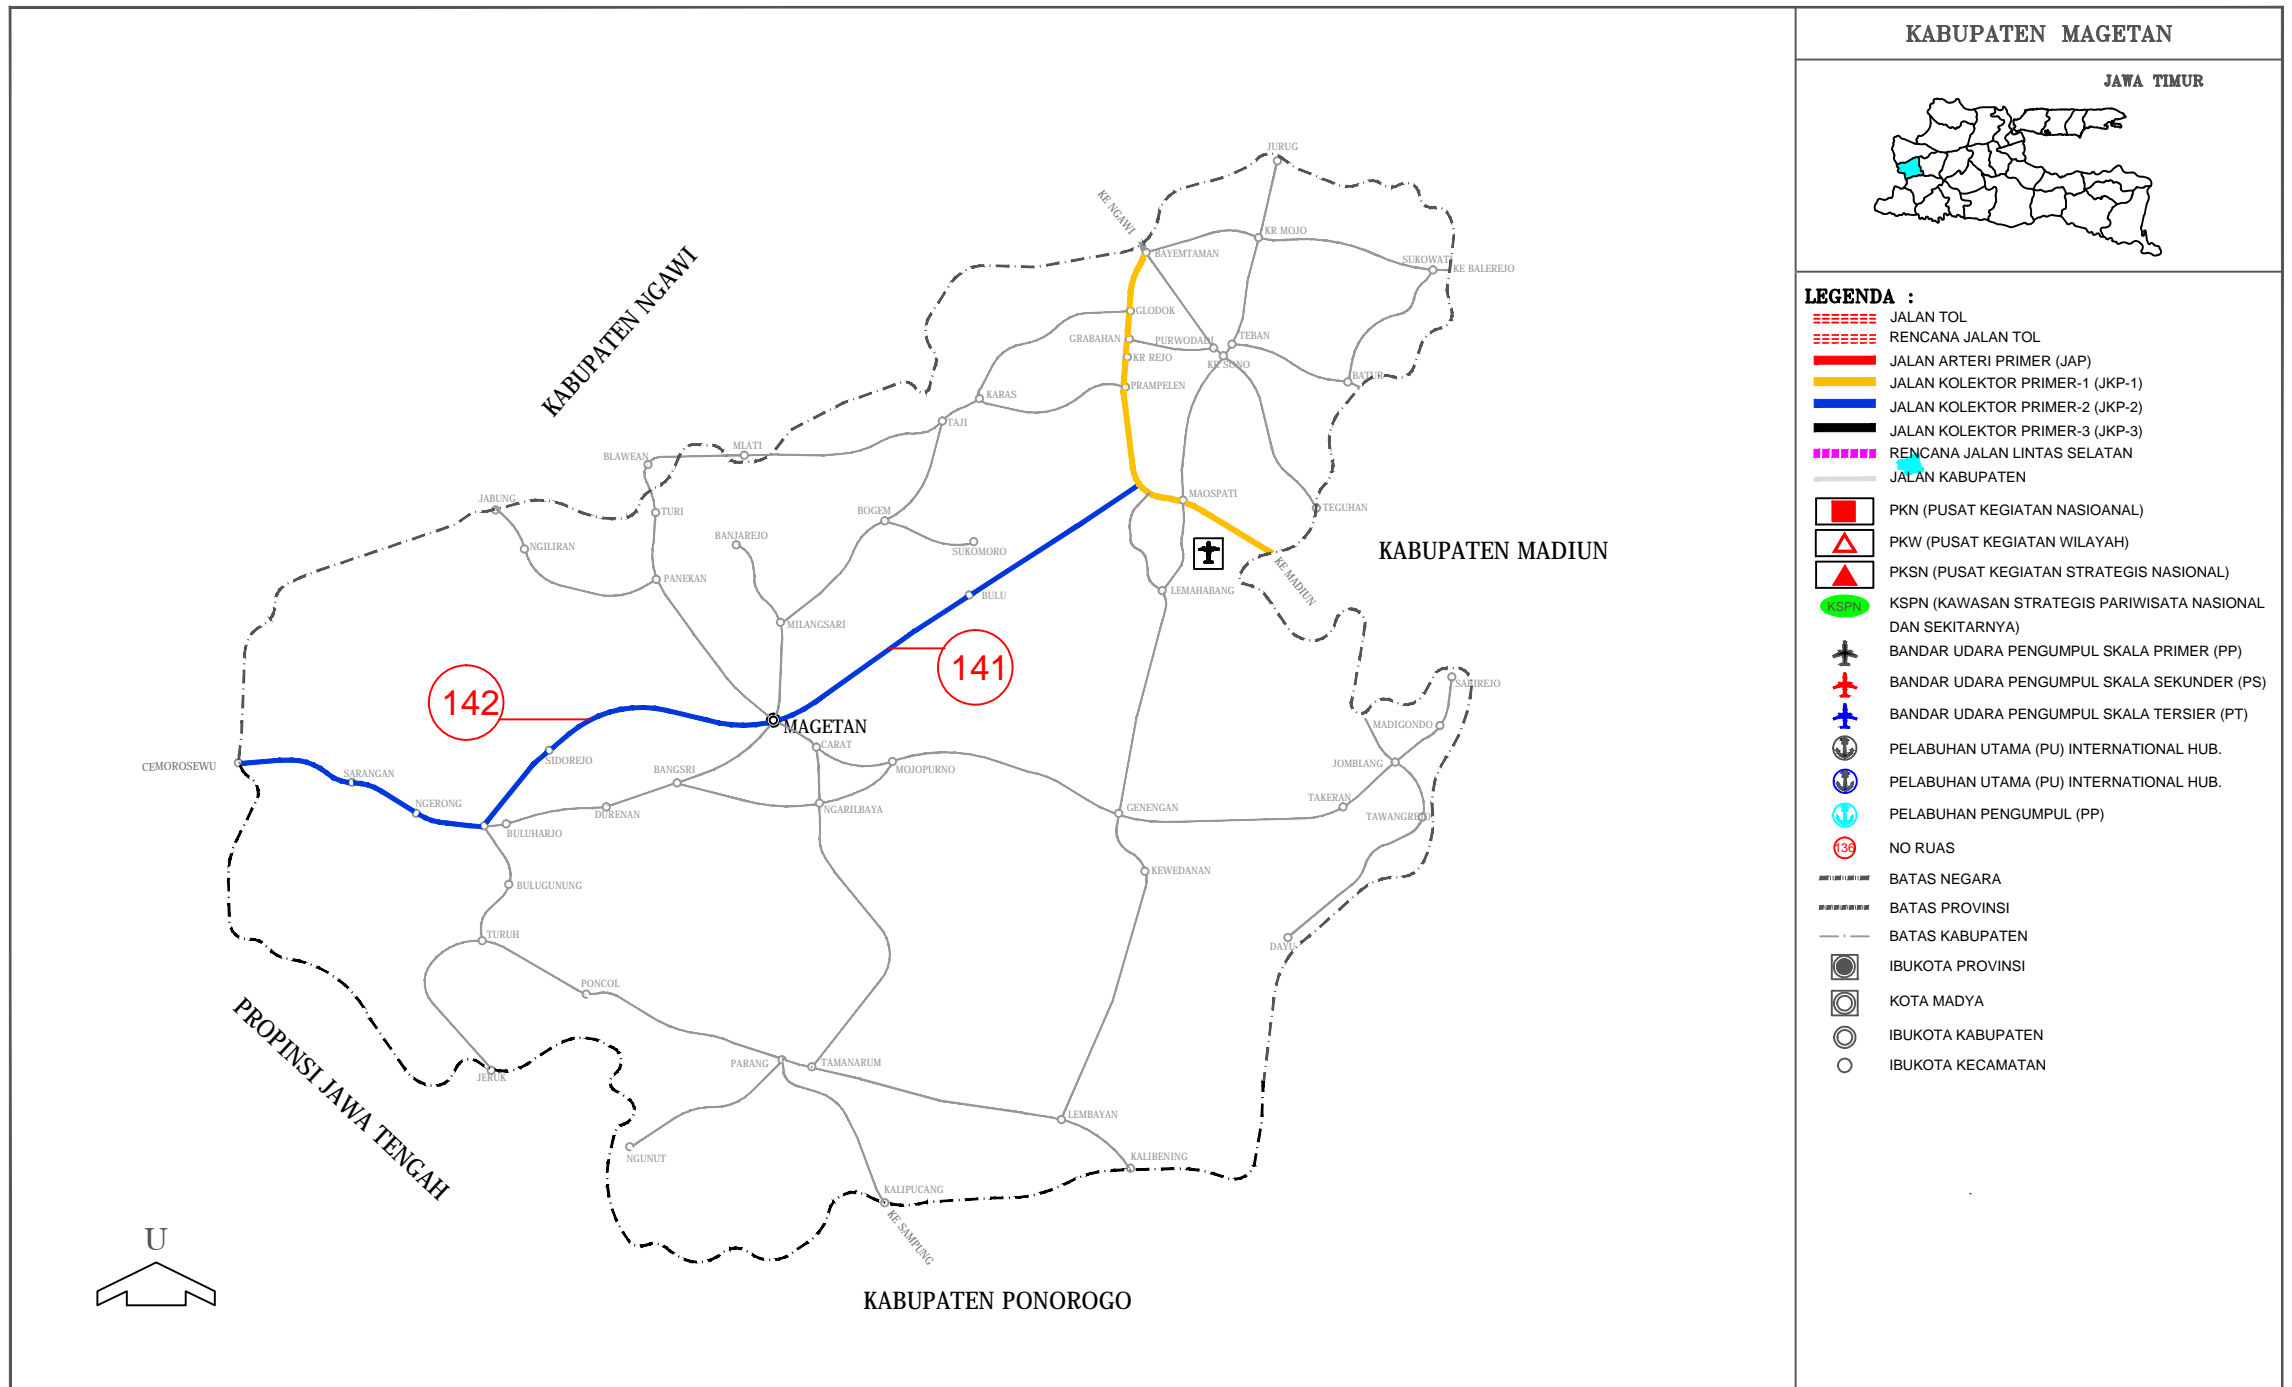 KABUPATEN MAGETAN
JAWA TIMUR
LEGENDA :
JALAN TOL
RENCANA JALAN TOL
JALAN ARTERI PRIMER (JAP)
JALAN KOLEKTOR PRIMER-1 (JKP-1)
JALAN KOLEKTOR PRIMER-2 (JKP-2)
JALAN KOLEKTOR PRIMER-3 (JKP-3)
RENCANA JALAN LINTAS SELATAN
JALAN KABUPATEN
PKN (PUSAT KEGIATAN NASIOANAL)
PKW (PUSAT KEGIATAN WILAYAH)
PKSN (PUSAT KEGIATAN STRATEGIS NASIONAL)
KSPN
KSPN (KAWASAN STRATEGIS PARIWISATA NASIONAL
DAN SEKITARNYA)
BANDAR UDARA PENGUMPUL SKALA PRIMER (PP)
BANDAR UDARA PENGUMPUL SKALA SEKUNDER (PS)
BANDAR UDARA PENGUMPUL SKALA TERSIER (PT)
PELABUHAN UTAMA (PU) INTERNATIONAL HUB.
PELABUHAN UTAMA (PU) INTERNATIONAL HUB.
PELABUHAN PENGUMPUL (PP)
136
NO RUAS
BATAS NEGARA
BATAS PROVINSI
BATAS KABUPATEN
IBUKOTA PROVINSI
KOTA MADYA
IBUKOTA KABUPATEN
IBUKOTA KECAMATAN
JURUG
KE NGAWI
KR MOJO
BAYEMTAMAN
SUKOWATI
KE BALEREJO
KABUPATEN NGAWI
GLODOK
GRABAHAN
PURWODADI
TEBAN
KR REJO
KR SONO
BATUR
PRAMPELEN
KARAS
TAJI
MLATI
BLAWEAN
JABUNG
TURI
BOGEM
MAOSPATI
TEGUHAN
NGILIRAN
BANJAREJO
SUKOMORO
KABUPATEN MADIUN
PANEKAN
KE MADIUN
LEMAHABANG
BULU
MILANGSARI
141
142
MAGETAN
CARAT
SIDOREJO
BANGSRI
MOJOPURNO
MADIGONDO
JOMBLANG
CEMOROSEWU
SARANGAN
NGERONG
DURENAN
NGARILBAYA
GENENGAN
TAKERAN
TAWANGREJO
BULUHARJO
KEWEDANAN
BULUGUNUNG
TURUH
DAYU
PONCOL
PROPINSI JAWA TENGAH
PARANG
TAMANARUM
JERUK
LEMBAYAN
NGUNUT
KALIBENING
KALIPUCANG
KE SAMPUNG
U
KABUPATEN PONOROGO